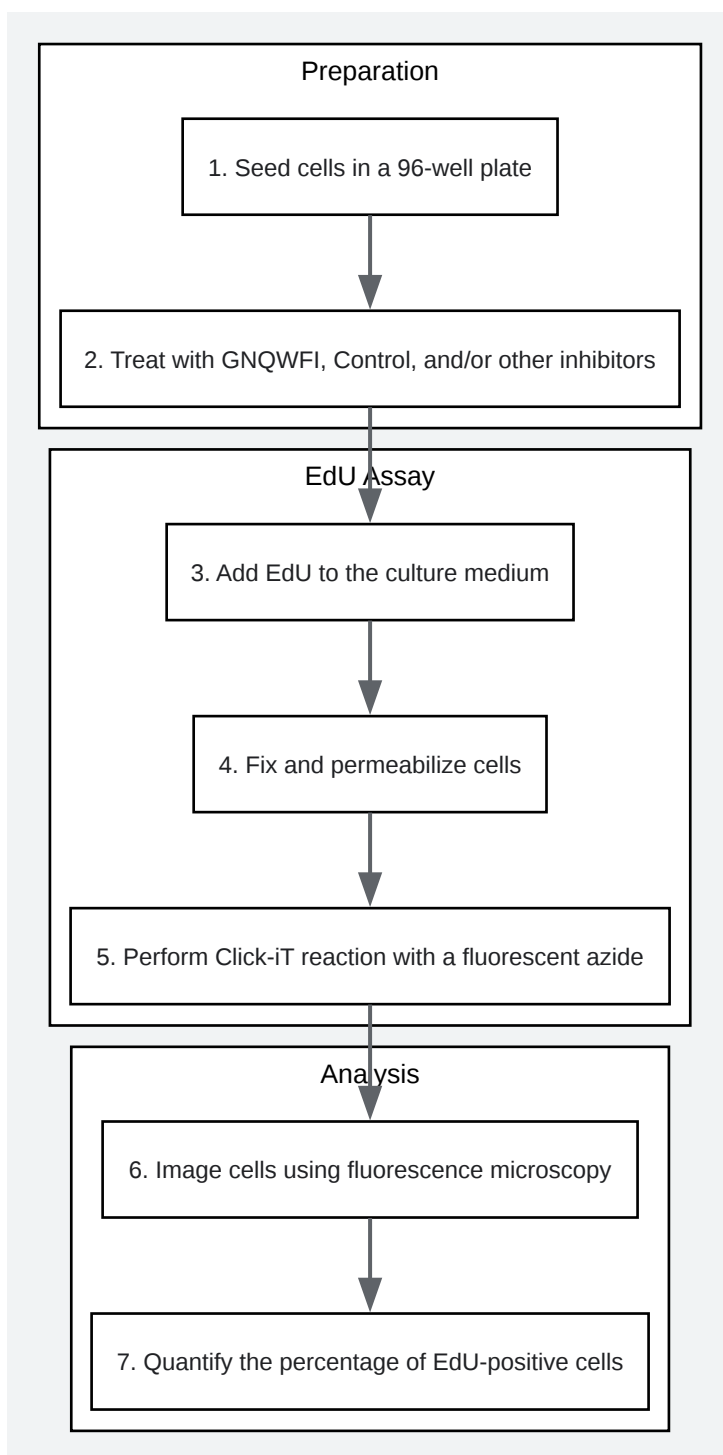 Preparation
1. Seed cells in a 96-well plate
2. Treat with GNQWFI, Control, and/or other inhibitors
EdU Assay
3. Add EdU to the culture medium
4. Fix and permeabilize cells
5. Perform Click-iT reaction with a fluorescent azide
Analysis
6. Image cells using fluorescence microscopy
7. Quantify the percentage of EdU-positive cells